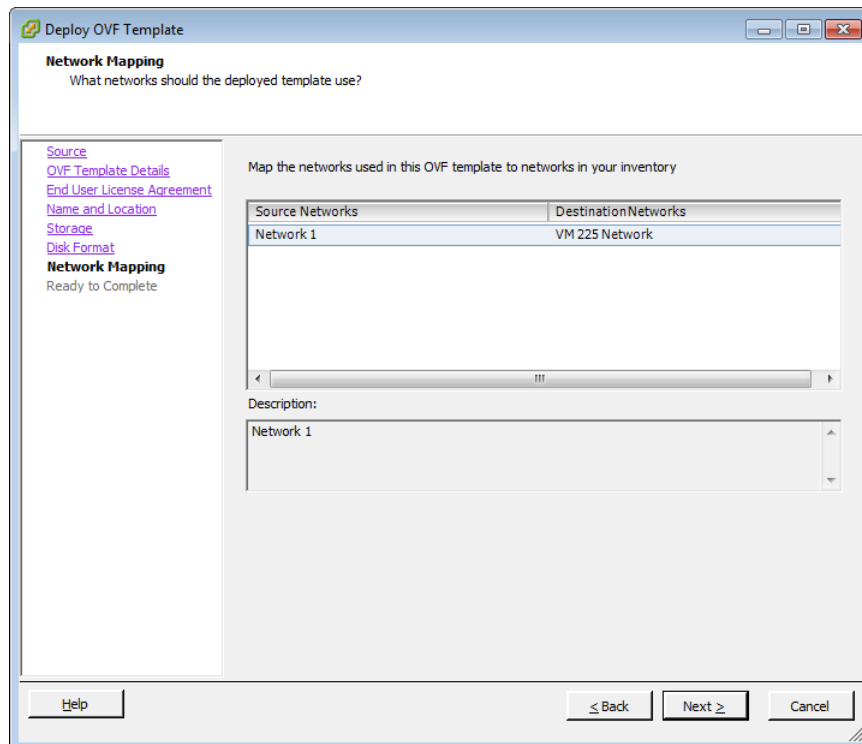 Deploy OVF Template
Network Mapping
What networks should the deployed template use?
Source
OVF Template Details
End User License Agreement
Name and Location
Storage
Disk Format
Network Mapping
Ready to Complete
Map the networks used in this OVF template to networks in your inventory
Source Networks DestinationNetworks
Network 1 VM 225 Network
Description:
Network 1
Help < Back Next > Cancel